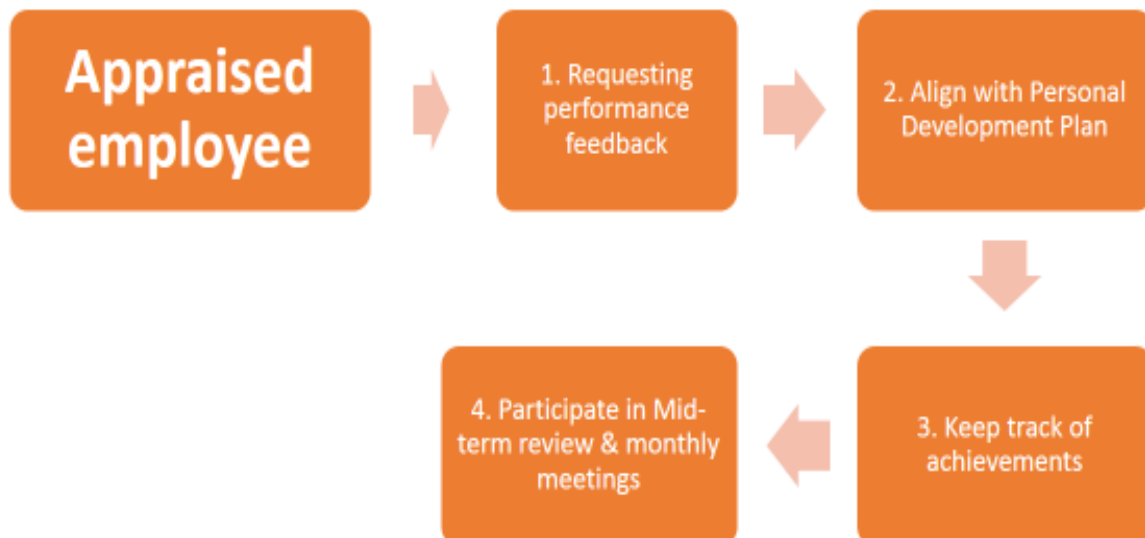 Appraised
employee
1. Requesting
performance
feedback
2. Align with Personal
Development Plan
3. Keep track of
achievements
4. Participate in Mid-
term review & monthly
meetings